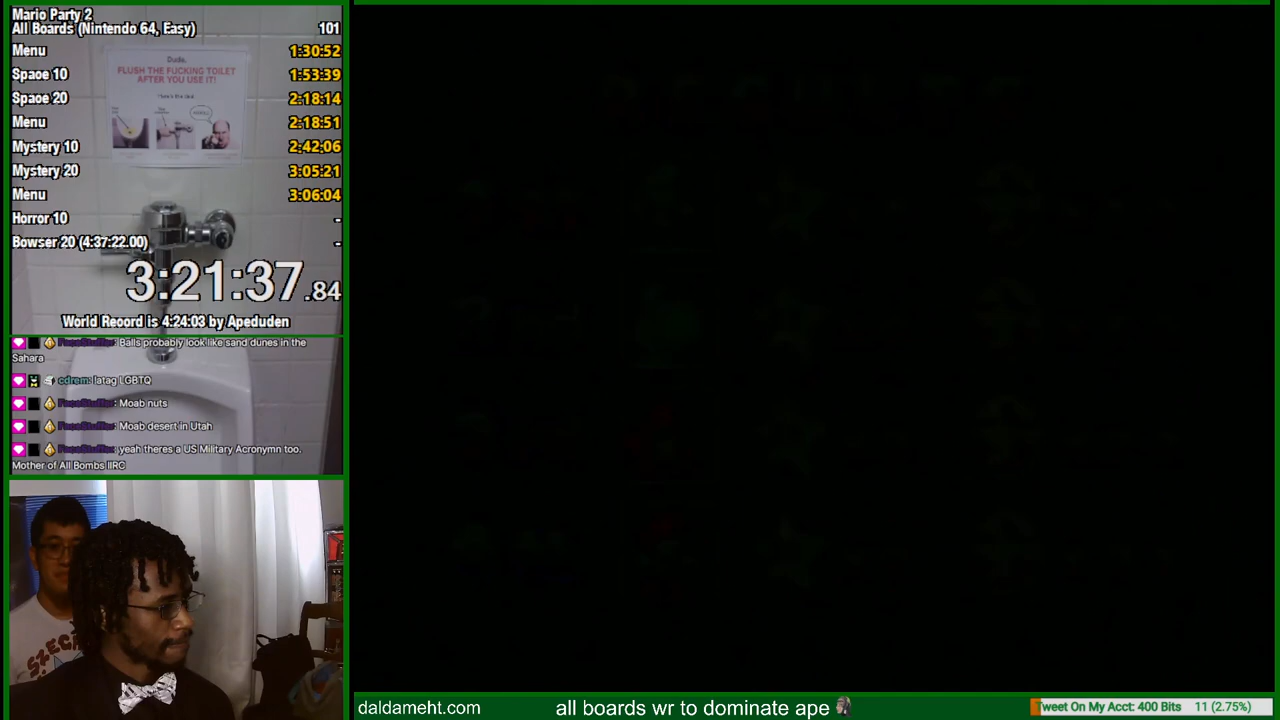 Mario Party 2
All Boards (Nintendo 64, Easy) 101
Menu 1:30:52
Space 10 1:53:39
Space 20 2:18:14
Menu 2:18:51
Mystery 10 2:42:06
Mystery 20 3:05:21
Menu 3:06:04
Horror 10 -
Bowser 20 (4:37:22.00) -
3:21:37.84
World Record is 4:24:03 by Apeduden
Dude,
FLUSH THE FUCKING TOILET
AFTER YOU USE IT!
FaceStuffer: Balls probably look like sand dunes in the
Sahara
cdrem: !atag LGBTQ
FaceStuffer: Moab nuts
FaceStuffer: Moab desert in Utah
FaceStuffer: yeah theres a US Military Acronymn too.
Mother of All Bombs IIRC
daldameht.com
all boards wr to dominate ape
Tweet On My Acct: 400 Bits 11 (2.75%)